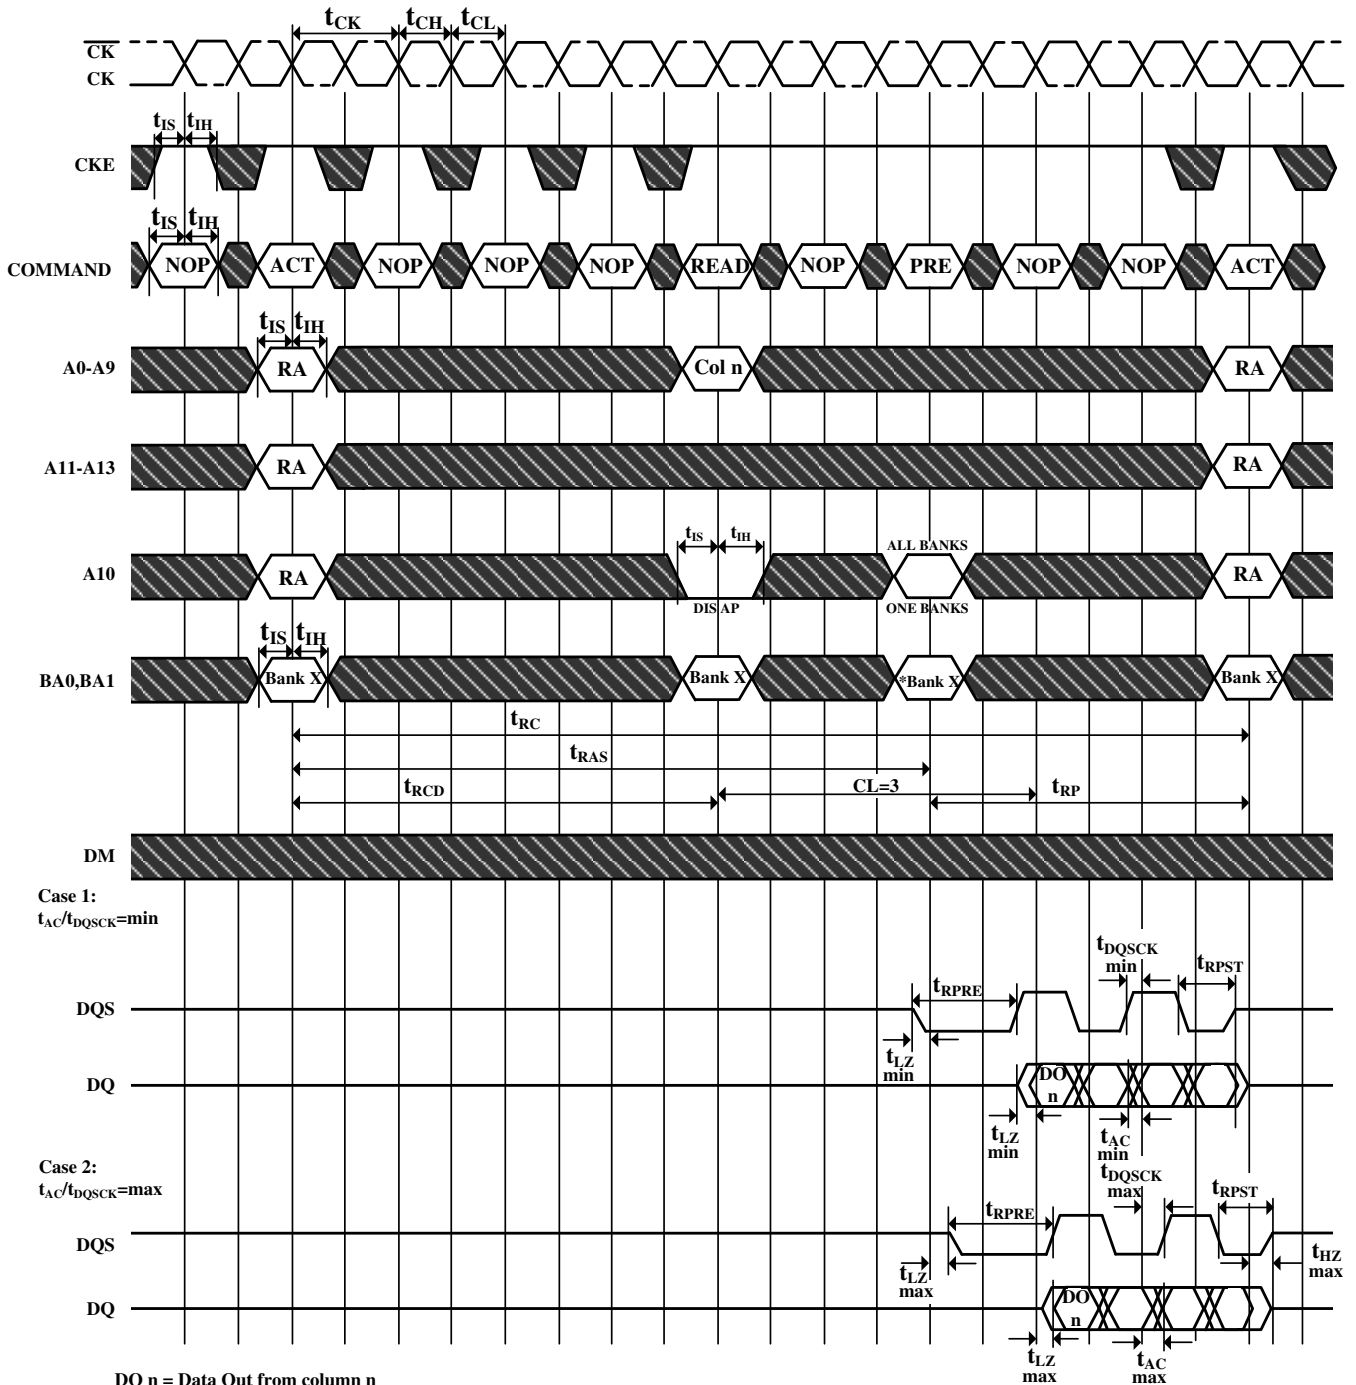 tCK tCH tCL
CK
CK
tIS tIH
CKE
tIS tIH
COMMAND NOP ACT NOP NOP NOP READ NOP PRE NOP NOP ACT
tIS tIH
A0-A9 RA Col n RA
A11-A13 RA RA
tIS tIH ALL BANKS
A10 RA RA
DIS AP ONE BANKS
tIS tIH
BA0,BA1 Bank X Bank X *Bank X Bank X
tRC
tRAS
tRCD CL=3 tRP
DM
Case 1:
tAC/tDQSCK=min
tDQSCK
min
tRPST
tRPRE
DQS
tLZ
min
DQ DO
n
tLZ
min
tAC
min
Case 2:
tAC/tDQSCK=max
tDQSCK
max
tRPST
tRPRE
DQS
tHZ
max
tLZ
max
DQ DO
n
tLZ
max
tAC
max
DO n = Data Out from column n